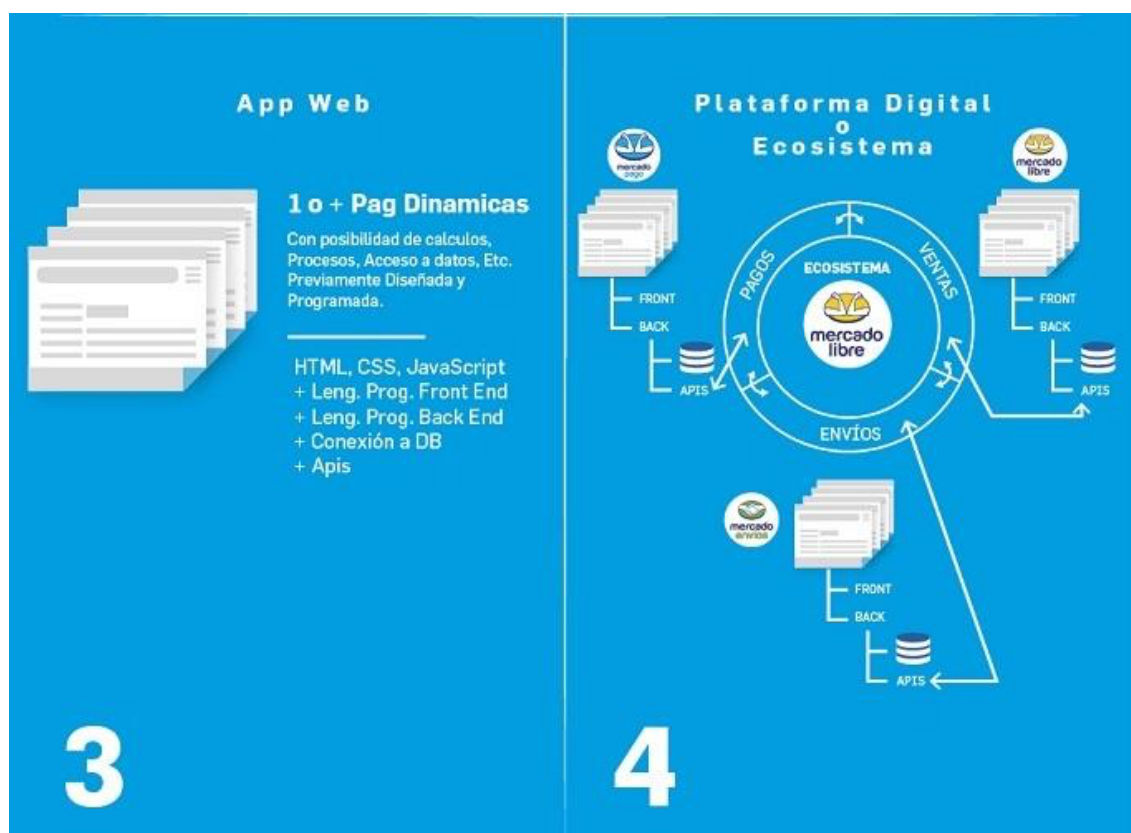 App Web
1 o + Pag Dinamicas
Con posibilidad de calculos,
Procesos, Acceso a datos, Etc.
Previamente Diseñada y
Programada.
HTML, CSS, JavaScript
+ Leng. Prog. Front End
+ Leng. Prog. Back End
+ Conexión a DB
+ Apis
3
Plataforma Digital
o
Ecosistema
mercado
pago
FRONT
BACK
APIS
mercado
libre
FRONT
BACK
APIS
PAGOS
VENTAS
ENVÍOS
ECOSISTEMA
mercado
libre
mercado
envios
FRONT
BACK
APIS
4